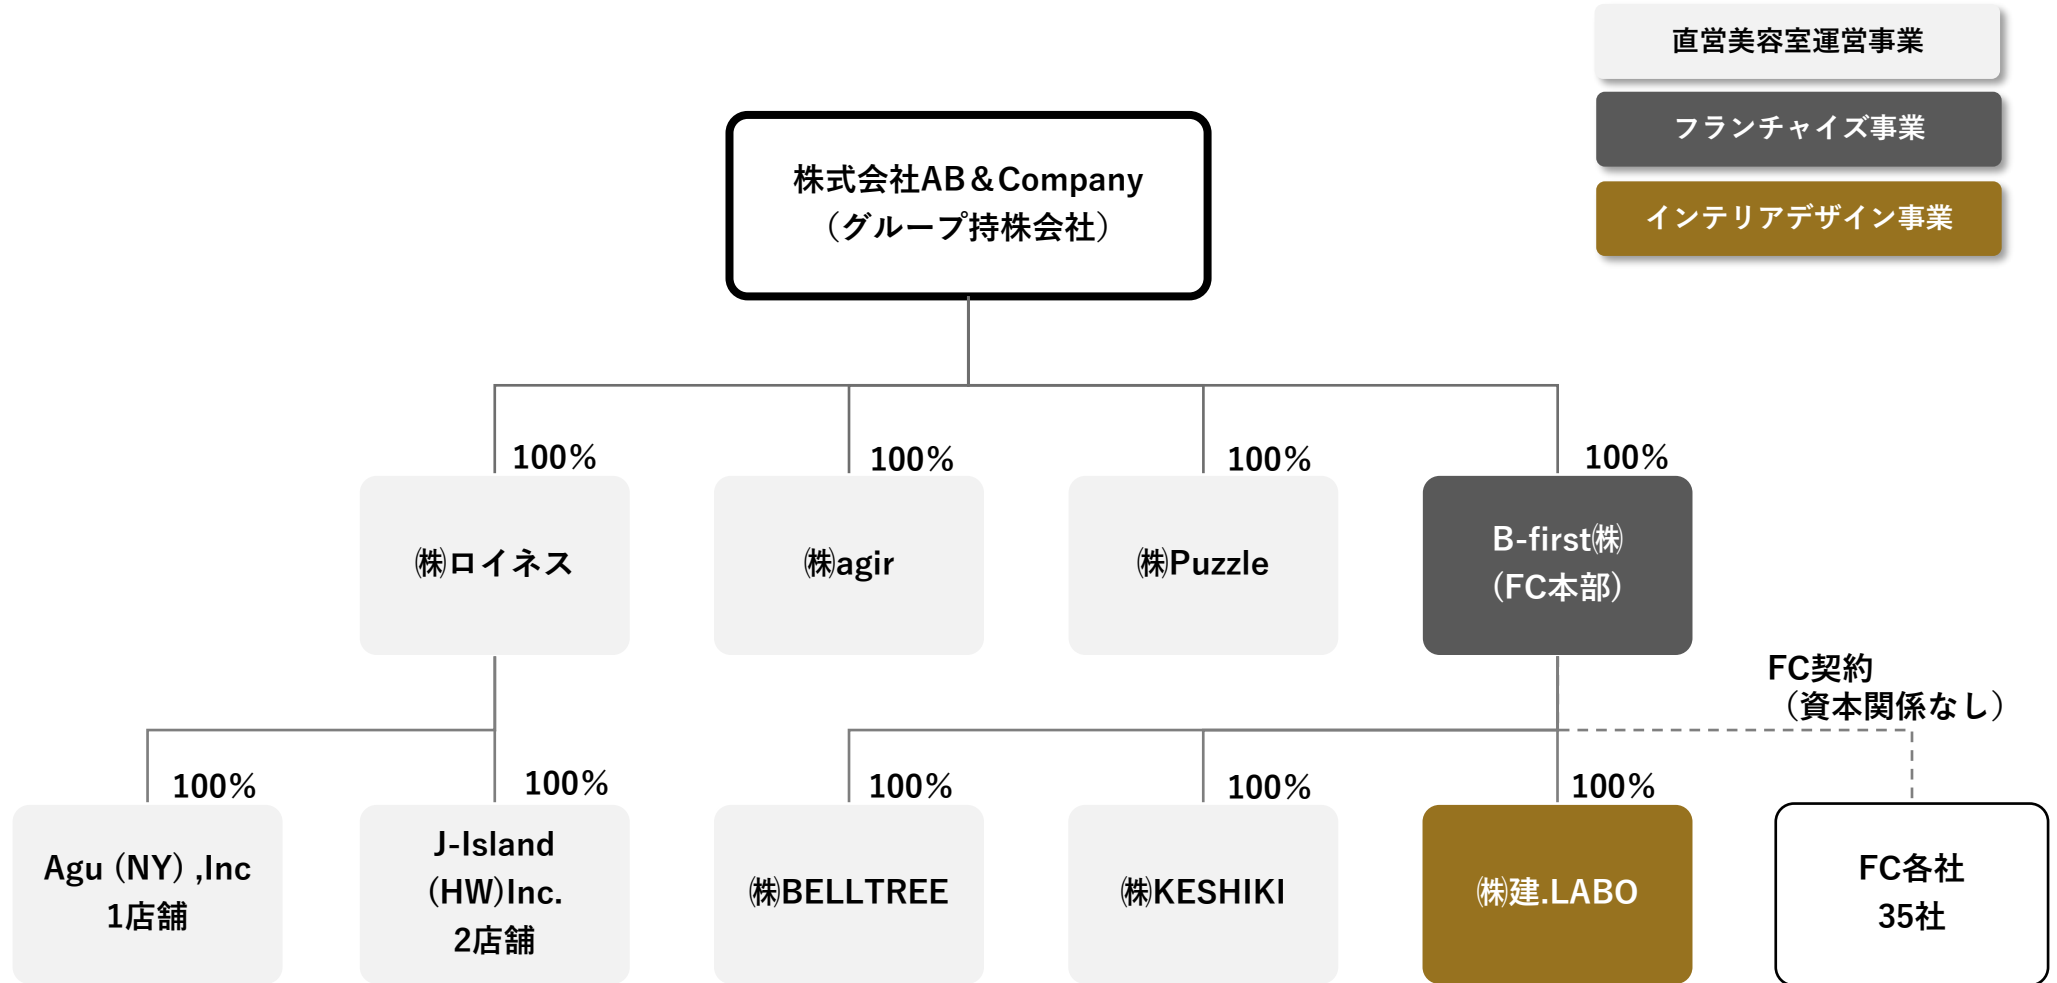 直営美容室運営事業
フランチャイズ事業
インテリアデザイン事業
株式会社AB＆Company
（グループ持株会社）
100%
100%
100%
100%
㈱ロイネス
㈱agir
㈱Puzzle
B-first㈱
（FC本部）
FC契約
（資本関係なし）
100%
100%
100%
100%
100%
Agu（NY）,Inc
1店舗
J-Island
(HW)Inc.
2店舗
㈱BELLTREE
㈱KESHIKI
㈱建.LABO
FC各社
35社